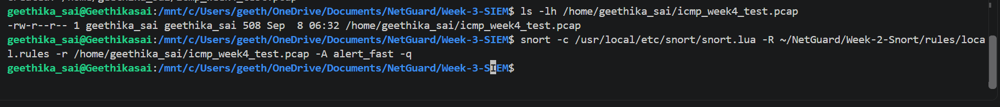 geethika_sai@Geethikasai:/mnt/c/Users/geeth/OneDrive/Documents/NetGuard/Week-3-SIEM$ ls -lh /home/geethika_sai/icmp_week4_test.pcap
-rw-r--r-- 1 geethika_sai geethika_sai 508 Sep  8 06:32 /home/geethika_sai/icmp_week4_test.pcap
geethika_sai@Geethikasai:/mnt/c/Users/geeth/OneDrive/Documents/NetGuard/Week-3-SIEM$ snort -c /usr/local/etc/snort/snort.lua -R ~/NetGuard/Week-2-Snort/rules/loca
l.rules -r /home/geethika_sai/icmp_week4_test.pcap -A alert_fast -q
geethika_sai@Geethikasai:/mnt/c/Users/geeth/OneDrive/Documents/NetGuard/Week-3-SIEM$